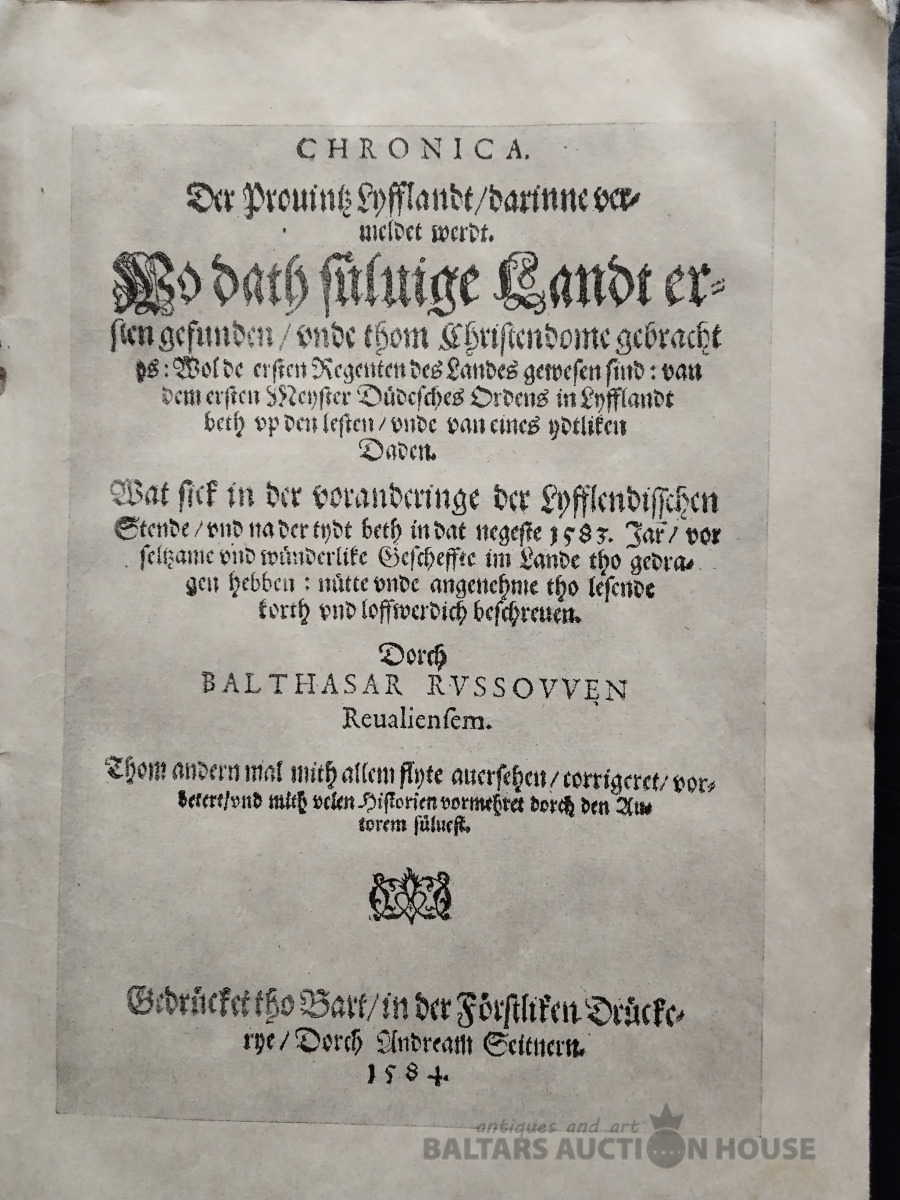 CHRONICA.
Der Prouintz Lyfflandt/darinne ver-
meldet werdt.
Wo dath süluige Landt er-
sten gefunden/vnde thom Christendome gebracht
ys: Wol de ersten Regenten des Landes gewesen sind: van
dem ersten Meyster Düdesches Ordens in Lyfflandt
beth vp den lesten/vnde van eines ydtliken
Daden.
Wat sick in der voranderinge der Lyfflendisschen
Stende/vnd na der tydt beth in dat negeste 1583. Jar/vor
seltzame vnd wünderlike Gescheffte im Lande tho gedra-
gen hebben: nütte vnde angenehme tho lesende
korth vnd loffwerdich beschreuen.
Dorch
BALTHASAR RVSSOVVEN
Reualiensem.
Thom andern mal mith allem flyte auersehen/corrigeret/vor-
betert/vnd mith velen Historien vormehret dorch den Au-
torem süluest.
Gedrücket tho Bart/in der Förstliken Drücke-
rye/Dorch Andream Seitnern.
1584.
antiques and art
BALTARS AUCTION HOUSE